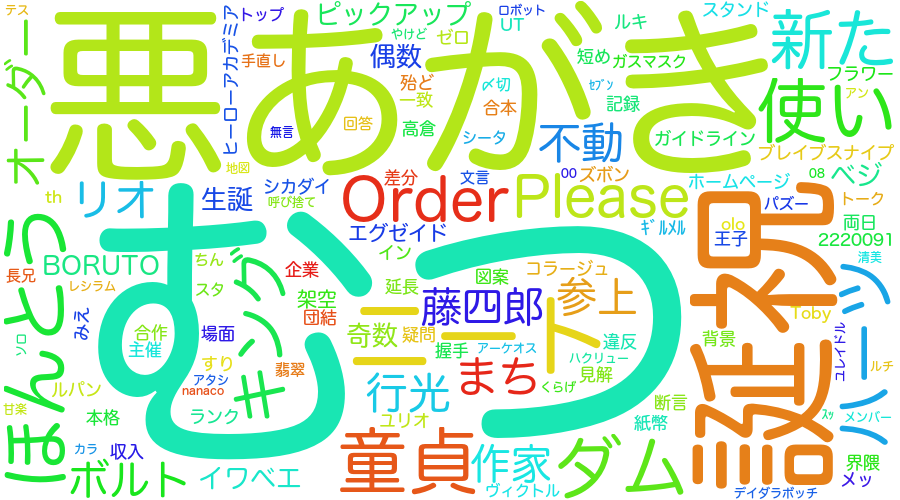 テス
トップ
ロボット
ピックアップ
UT
ルキ
スタンド
悪あがき
新た
やけど
ゼロ
手直し
ヒーローアカデミア
オーダー
偶数
短め
ガスマスク
フラワー
アン
使い
殆ど
一致
〆切
合本
ｾﾌﾞﾝ
記録
無言
回答
高倉
シータ
不動
ガイドライン
ブレイブスナイプ
地図
th
リオ
生誕
シカダイ
呼び捨て
差分
文言
00
ズボン
ホームページ
08
ベジ
Order
Please
トーク
パズー
olo
王子
両日
2220091
祝誕
むつ
エグゼイド
ｷﾞﾙﾒﾙ
ほんとう
BORUTO
ちん
イン
長兄
レシラム
スタ
キング
企業
架空
団結
延長
図案
コラージュ
藤四郎
参上
清美
ハーツ
Toby
みえ
ソロ
合作
主催
場面
すり
奇数
疑問
ニーア
握手
アーケオス
違反
背景
ユレイドル
ハクリュー
見解
ルチ
ルパン
アタシ
nanaco
翡翠
行光
まち
くらげ
甘楽
本格
ランク
ユリオ
断言
紙幣
ｽｯ
メンバー
カラ
収入
ボルト
イワベエ
童貞
作家
ヴィクトル
ダム
界隈
メッ
デイダラボッチ